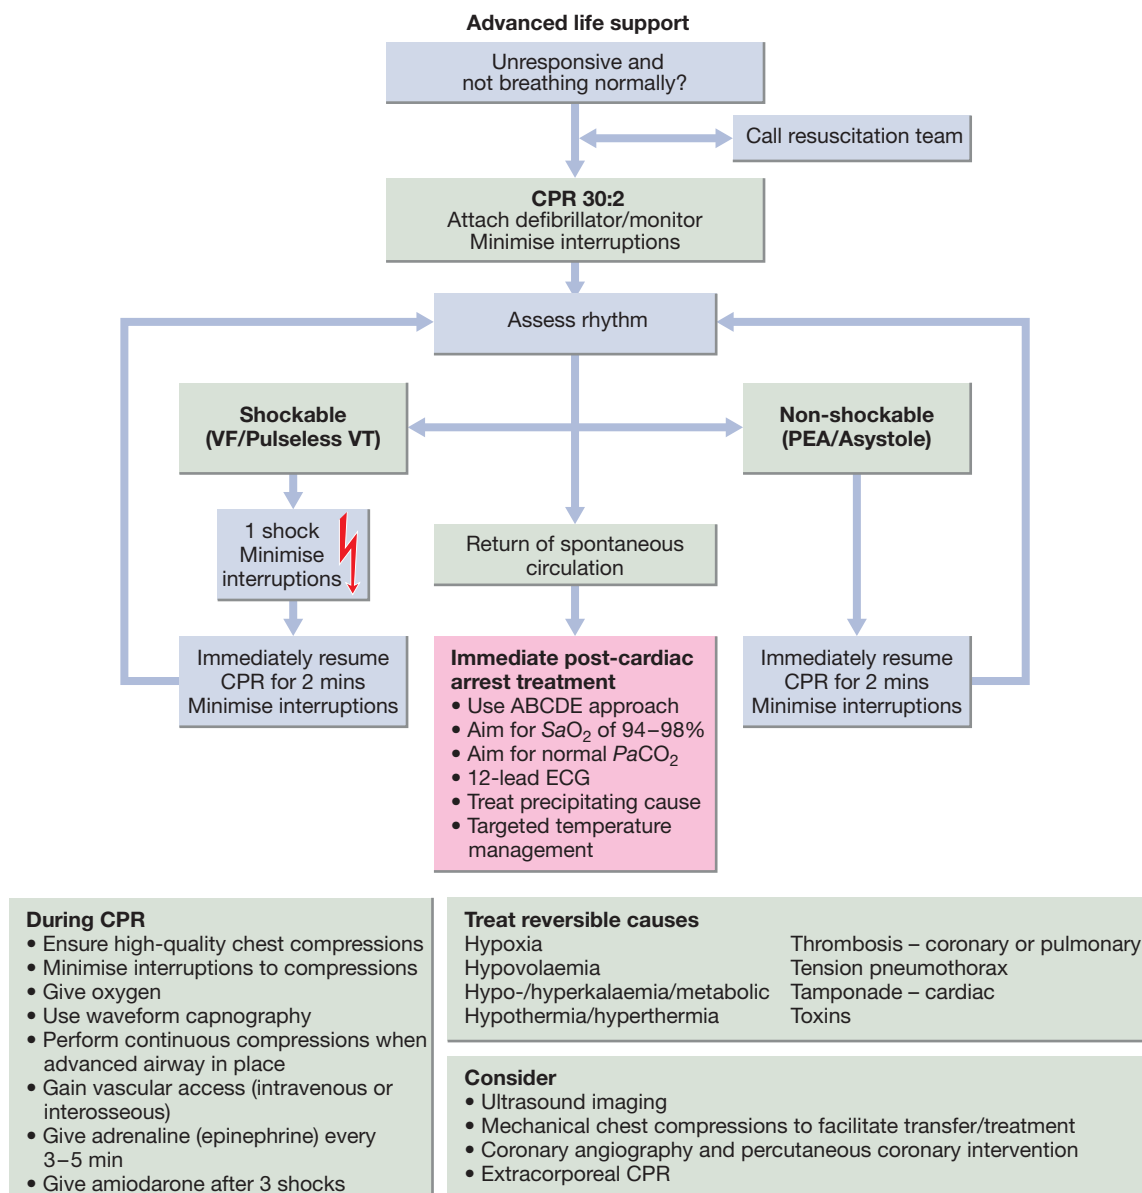 Advanced life support
Unresponsive and
not breathing normally?
Call resuscitation team
CPR 30:2
Attach defibrillator/monitor
Minimise interruptions
Assess rhythm
Shockable
(VF/Pulseless VT)
Non-shockable
(PEA/Asystole)
1 shock
Minimise
interruptions
Return of spontaneous
circulation
Immediately resume
CPR for 2 mins
Minimise interruptions
Immediate post-cardiac
arrest treatment
• Use ABCDE approach
• Aim for SaO₂ of 94–98%
• Aim for normal PaCO₂
• 12-lead ECG
• Treat precipitating cause
• Targeted temperature
management
Immediately resume
CPR for 2 mins
Minimise interruptions
During CPR
• Ensure high-quality chest compressions
• Minimise interruptions to compressions
• Give oxygen
• Use waveform capnography
• Perform continuous compressions when
advanced airway in place
• Gain vascular access (intravenous or
interosseous)
• Give adrenaline (epinephrine) every
3–5 min
• Give amiodarone after 3 shocks
Treat reversible causes
Hypoxia
Hypovolaemia
Hypo-/hyperkalaemia/metabolic
Hypothermia/hyperthermia
Thrombosis – coronary or pulmonary
Tension pneumothorax
Tamponade – cardiac
Toxins
Consider
• Ultrasound imaging
• Mechanical chest compressions to facilitate transfer/treatment
• Coronary angiography and percutaneous coronary intervention
• Extracorporeal CPR